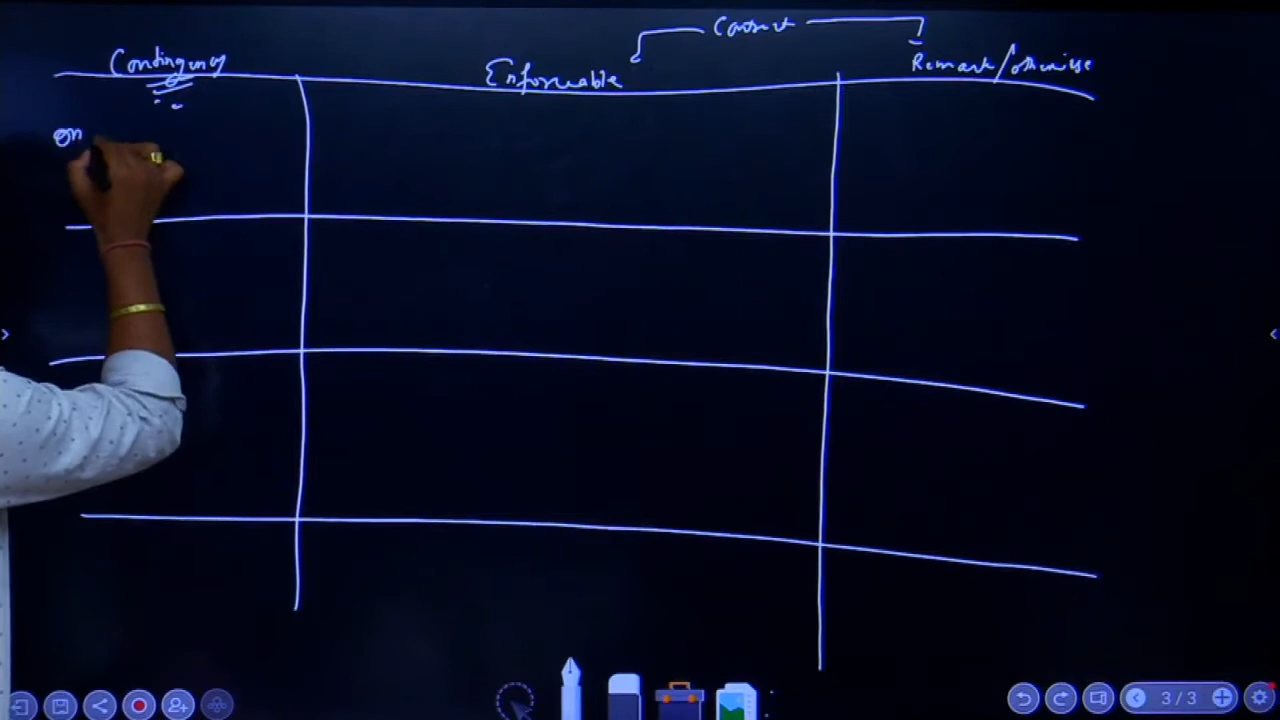 Contract
Contingency
Enforceable
Remark/otherwise
on
3/3